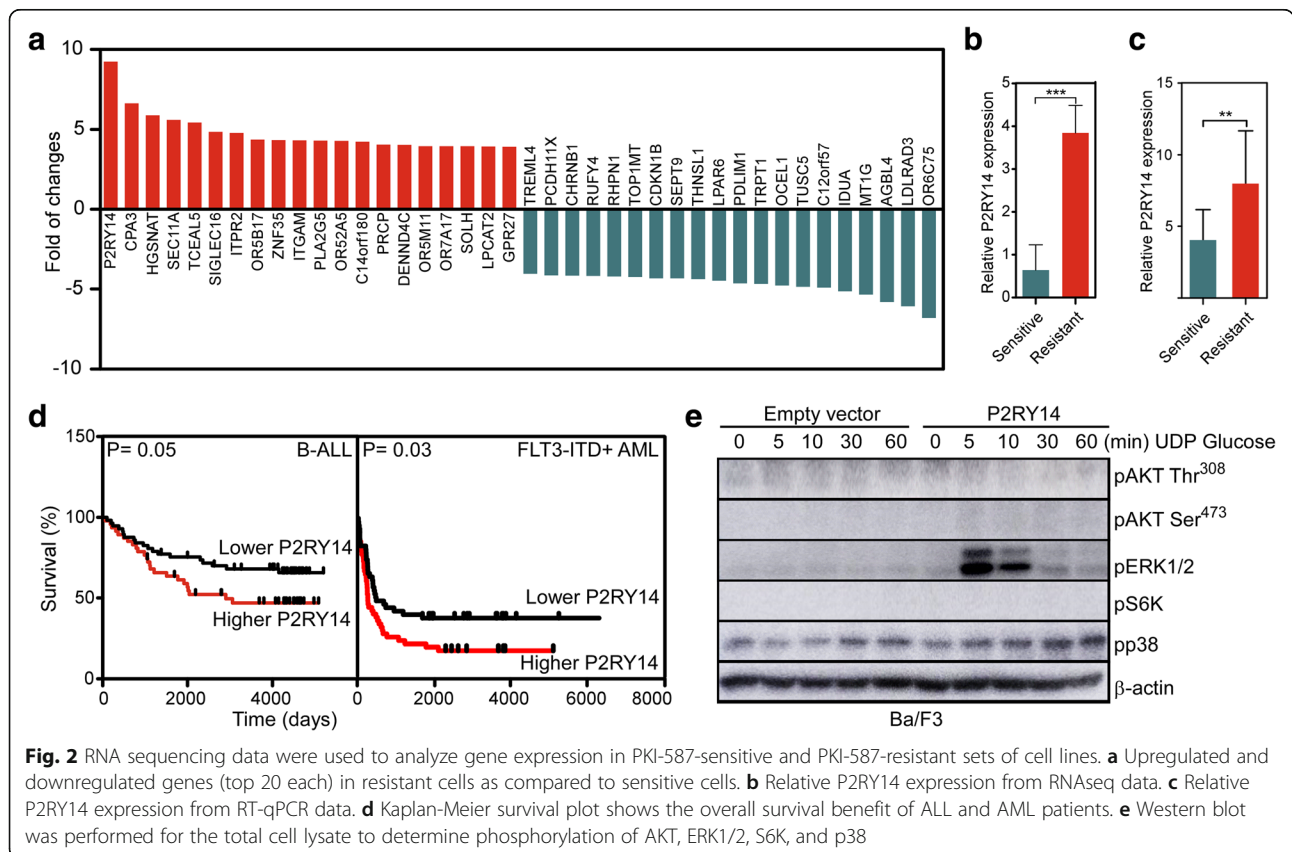 a
10
5
0
-5
-10
Fold of changes
P2RY14
CPA3
HGSNAT
SEC11A
TCEAL5
SIGLEC16
ITPR2
OR5B17
ZNF35
ITGAM
PLA2G5
OR52A5
C14orf180
PRCP
DENND4C
OR5M11
OR7A17
SOLH
LPCAT2
GPR27
TREML4
PCDH11X
CHRNB1
RUFY4
RHPN1
TOP1MT
CDKN1B
SEPT9
THNSL1
LPAR6
PDLIM1
TRPT1
OCEL1
TUSC5
C12orf57
IDUA
MT1G
AGBL4
LDLRAD3
OR6C75
b
Relative P2RY14 expression
5
4
3
2
1
0
***
Sensitive
Resistant
c
Relative P2RY14 expression
15
10
5
**
Sensitive
Resistant
d
Survival (%)
150
100
50
0
P= 0.05 B-ALL
Lower P2RY14
Higher P2RY14
P= 0.03 FLT3-ITD+ AML
Lower P2RY14
Higher P2RY14
0 2000 4000 0 2000 4000 6000 8000
Time (days)
e
Empty vector P2RY14
0 5 10 30 60 0 5 10 30 60 (min) UDP Glucose
pAKT Thr308
pAKT Ser473
pERK1/2
pS6K
pp38
β-actin
Ba/F3
Fig. 2 RNA sequencing data were used to analyze gene expression in PKI-587-sensitive and PKI-587-resistant sets of cell lines. a Upregulated and
downregulated genes (top 20 each) in resistant cells as compared to sensitive cells. b Relative P2RY14 expression from RNAseq data. c Relative
P2RY14 expression from RT-qPCR data. d Kaplan-Meier survival plot shows the overall survival benefit of ALL and AML patients. e Western blot
was performed for the total cell lysate to determine phosphorylation of AKT, ERK1/2, S6K, and p38